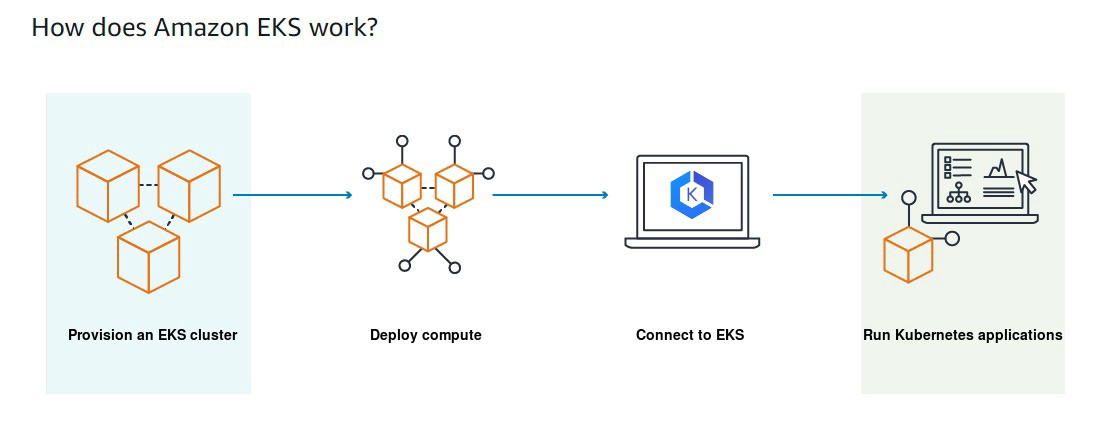 How does Amazon EKS work?
K
Provision an EKS cluster
Deploy compute
Connect to EKS
Run Kubernetes applications